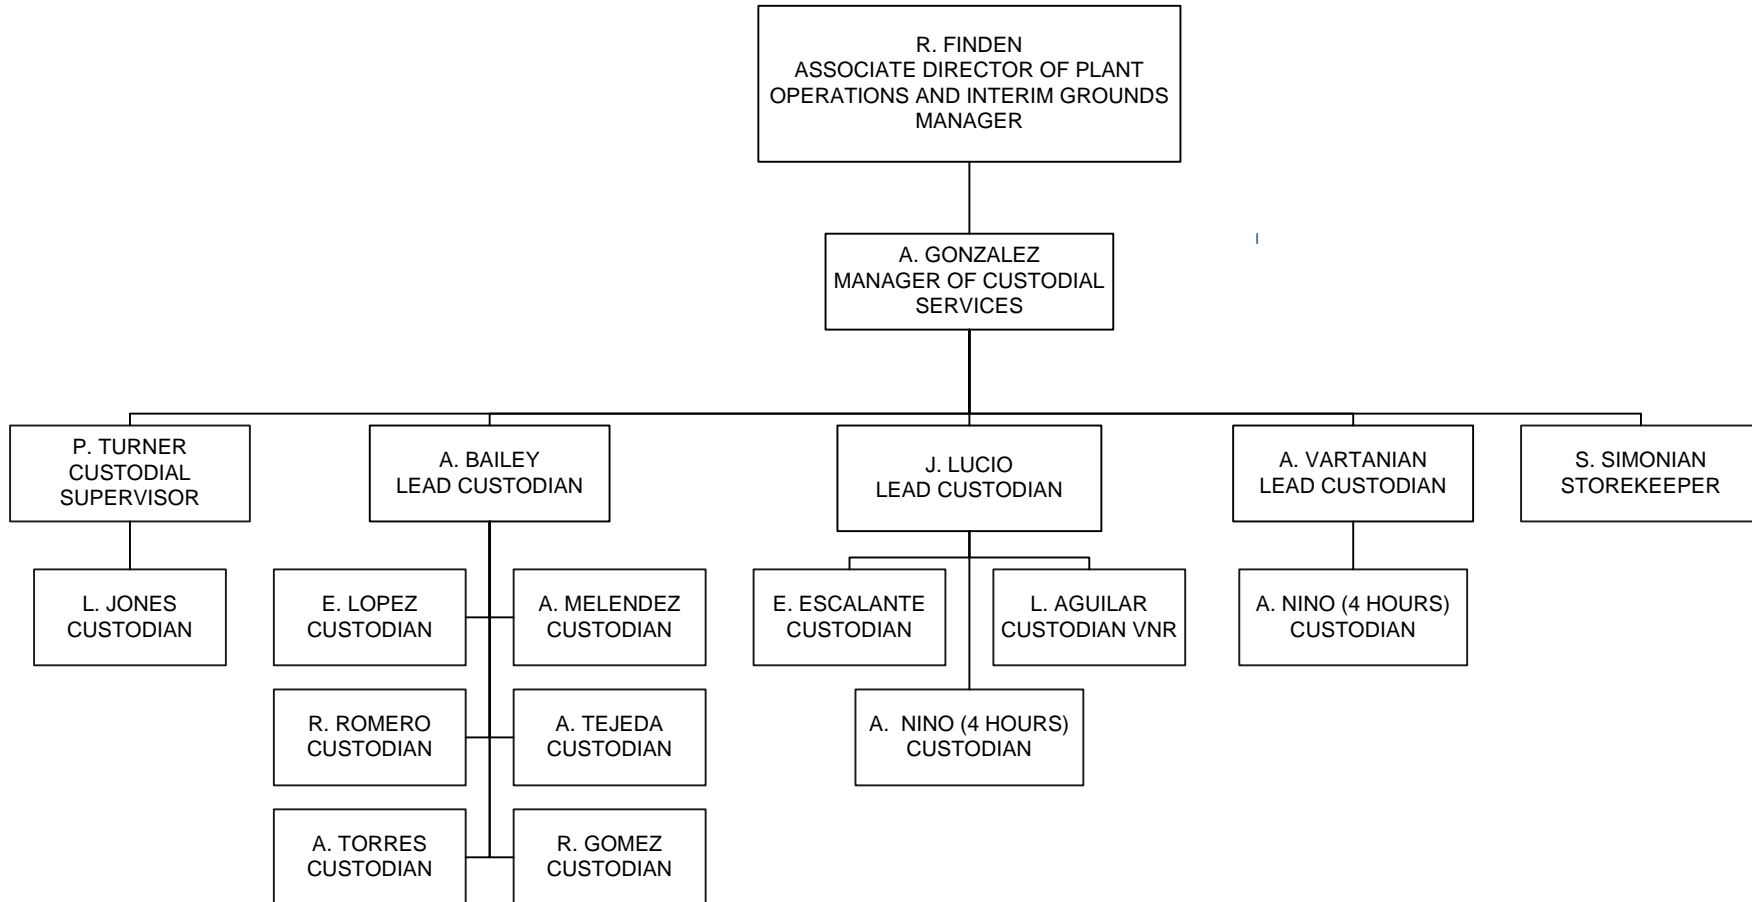 R. FINDEN
ASSOCIATE DIRECTOR OF PLANT
OPERATIONS AND INTERIM GROUNDS
MANAGER
A. GONZALEZ
MANAGER OF CUSTODIAL
SERVICES
P. TURNER
CUSTODIAL
SUPERVISOR
A. BAILEY
LEAD CUSTODIAN
J. LUCIO
LEAD CUSTODIAN
A. VARTANIAN
LEAD CUSTODIAN
S. SIMONIAN
STOREKEEPER
L. JONES
CUSTODIAN
E. LOPEZ
CUSTODIAN
A. MELENDEZ
CUSTODIAN
E. ESCALANTE
CUSTODIAN
L. AGUILAR
CUSTODIAN VNR
A. NINO (4 HOURS)
CUSTODIAN
R. ROMERO
CUSTODIAN
A. TEJEDA
CUSTODIAN
A.  NINO (4 HOURS)
CUSTODIAN
A. TORRES
CUSTODIAN
R. GOMEZ
CUSTODIAN